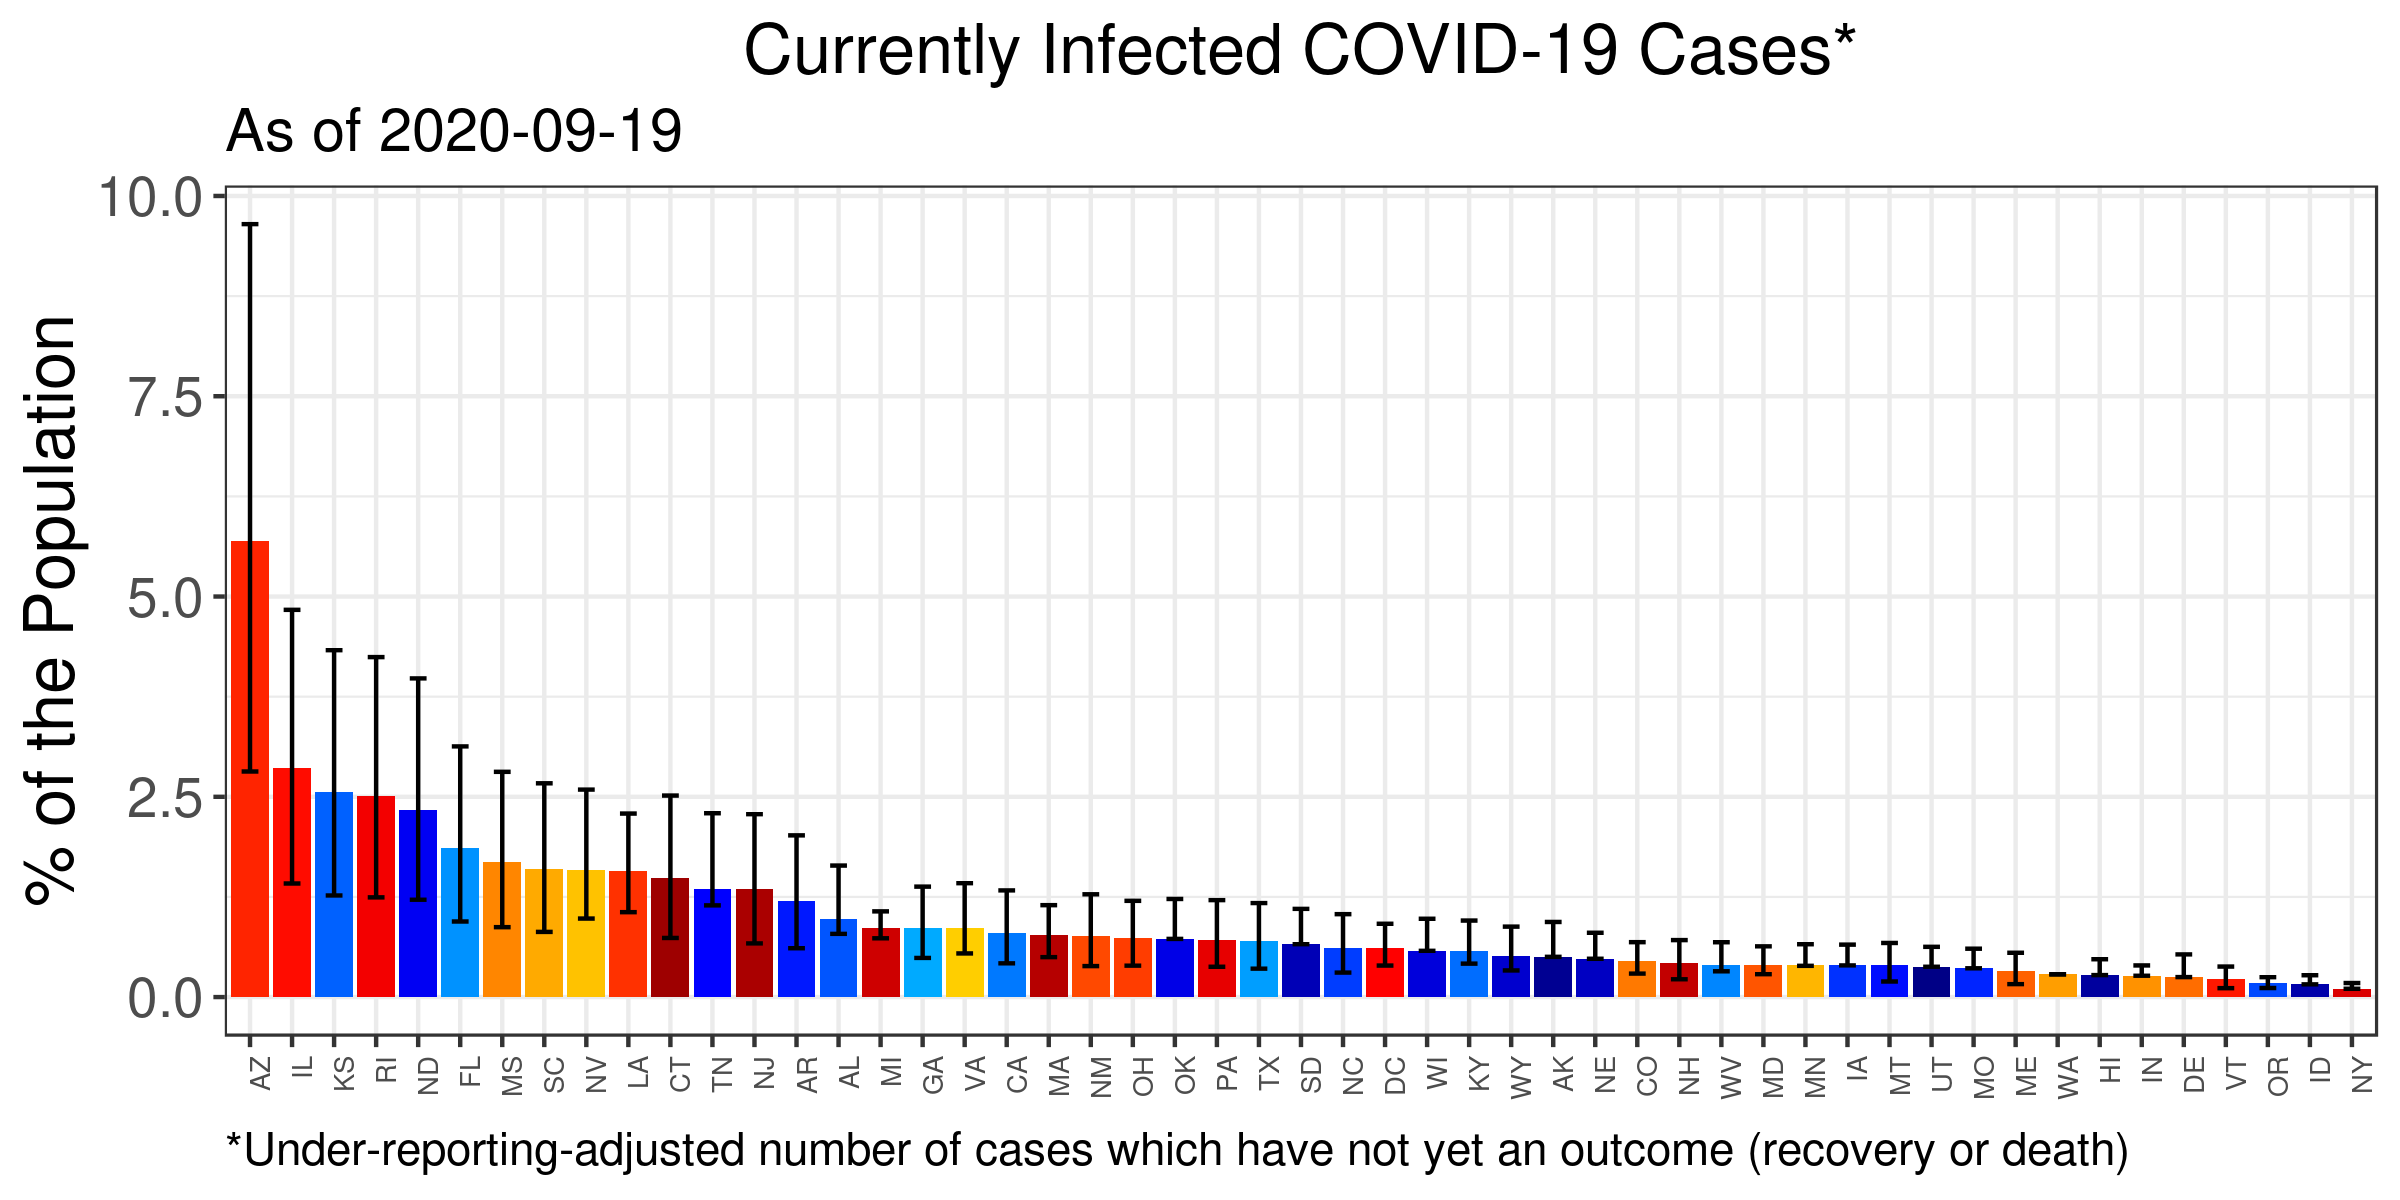 Currently Infected COVID-19 Cases*
As of 2020-09-19
% of the Population
10.0
7.5
5.0
2.5
0.0
AZ IL KS RI ND FL MS SC NV LA CT TN NJ AR AL MI GA VA CA MA NM OH OK PA TX SD NC DC WI KY WY AK NE CO NH WV MD MN IA MT UT MO ME WA HI IN DE VT OR ID NY
*Under-reporting-adjusted number of cases which have not yet an outcome (recovery or death)